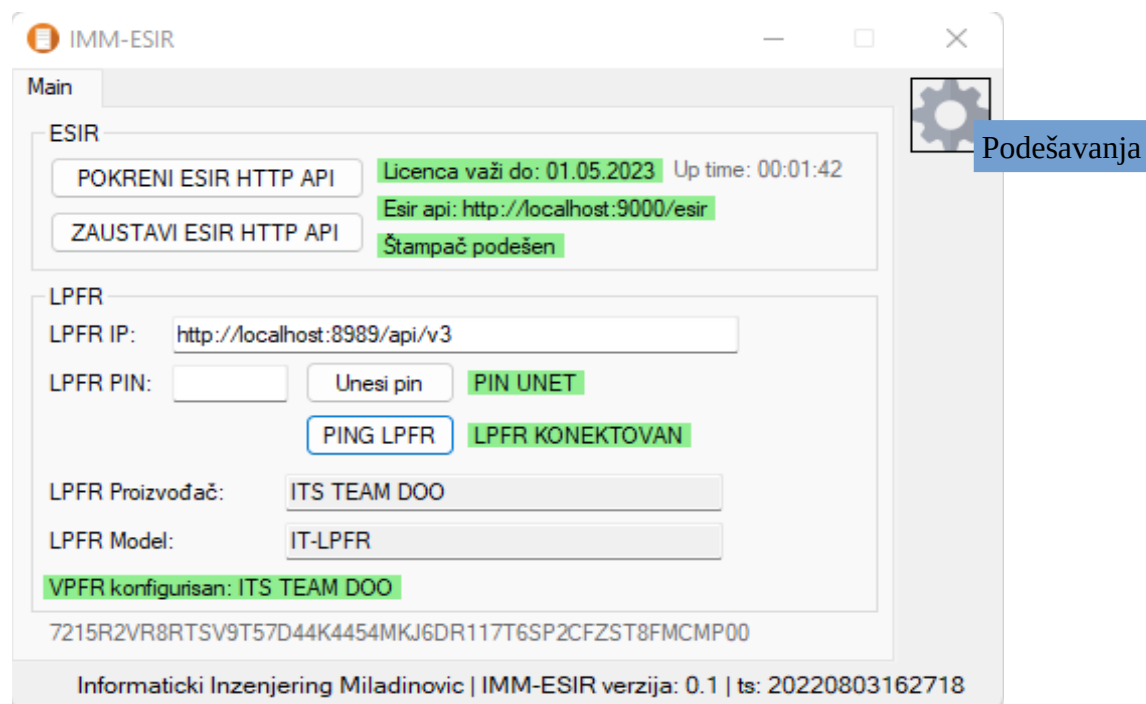 IMM-ESIR
Main
Podešavanja
ESIR
POKRENI ESIR HTTP API
Licenca važi do: 01.05.2023 Up time: 00:01:42
Esir api: http://localhost:9000/esir
ZAUSTAVI ESIR HTTP API
Štampač podešen
LPFR
LPFR IP: http://localhost:8989/api/v3
LPFR PIN: Unesi pin PIN UNET
PING LPFR LPFR KONEKTOVAN
LPFR Proizvođač: ITS TEAM DOO
LPFR Model: IT-LPFR
VPFR konfigurisan: ITS TEAM DOO
7215R2VR8RTSV9T57D44K4454MKJ6DR117T6SP2CFZST8FMCMP00
Informaticki Inzenjering Miladinovic | IMM-ESIR verzija: 0.1 | ts: 20220803162718